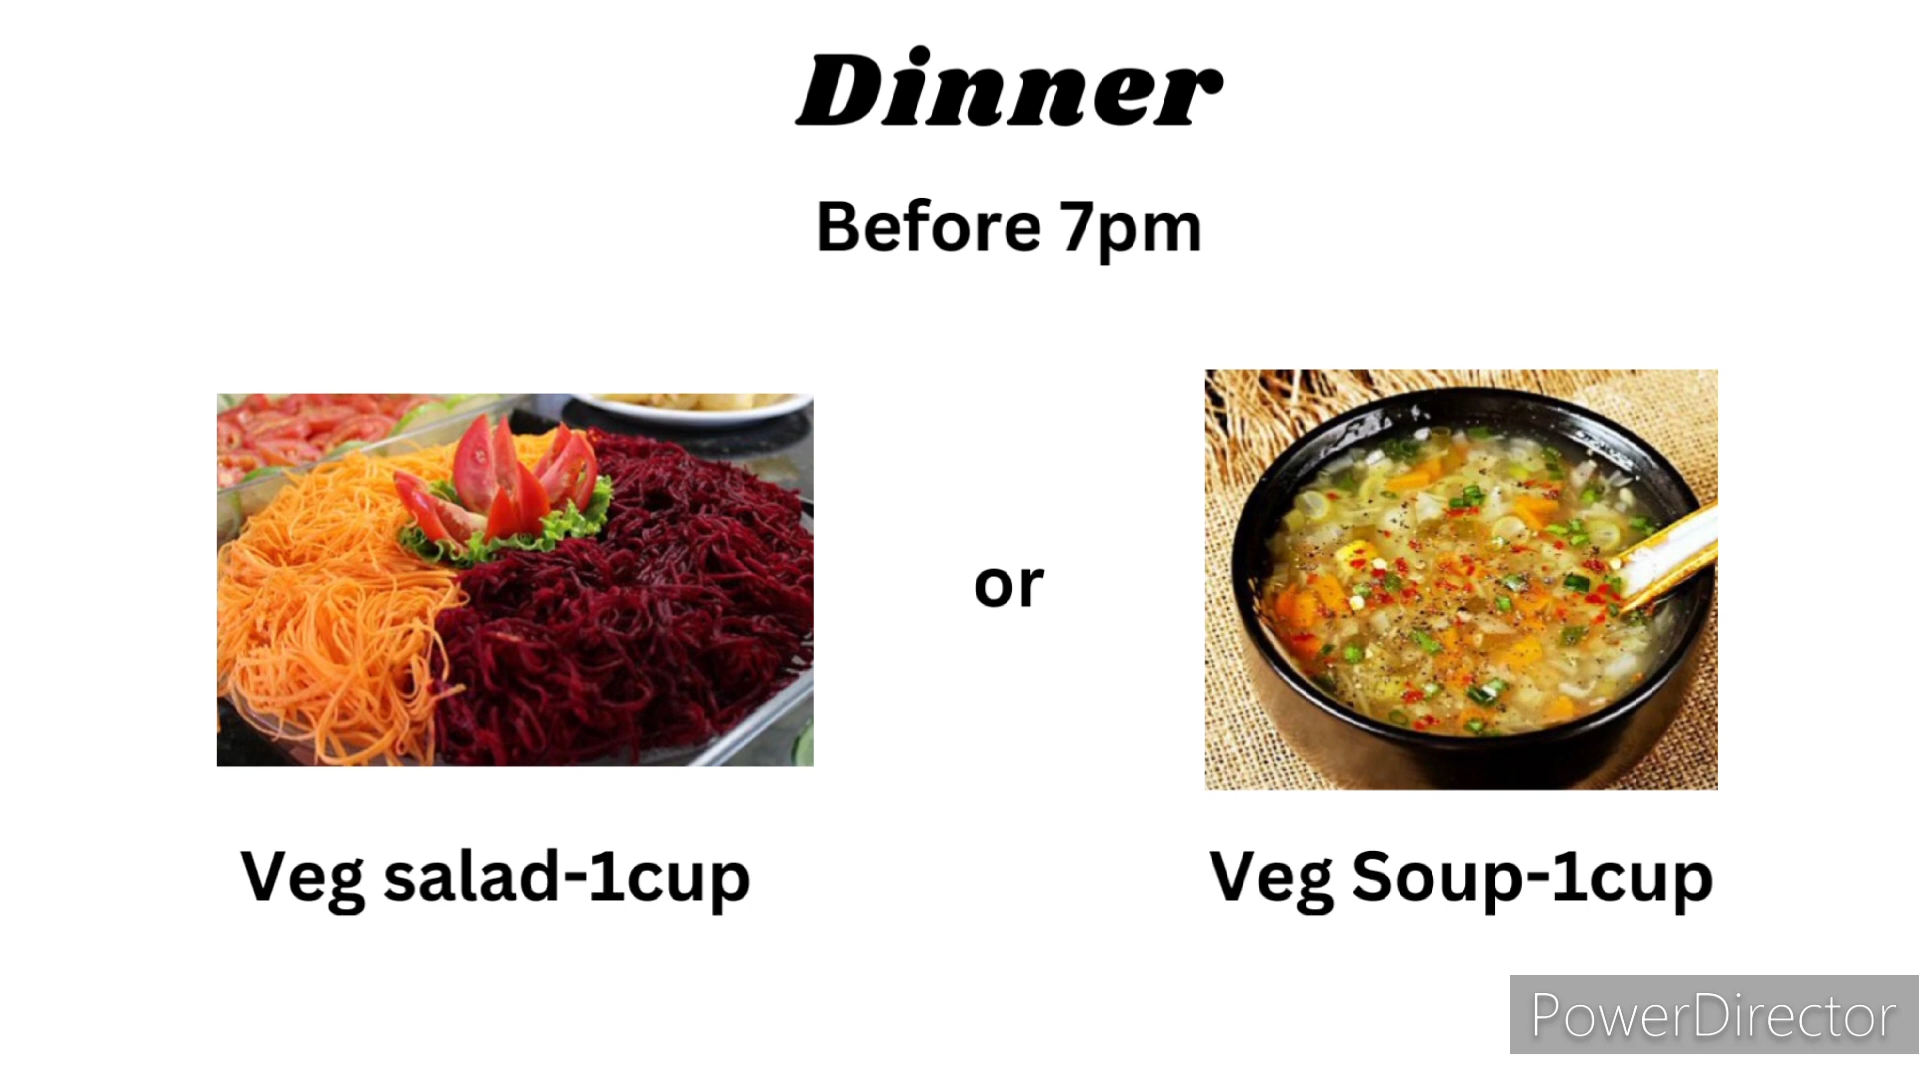 Dinner
Before 7pm
or
Veg salad-1cup
Veg Soup-1cup
PowerDirector